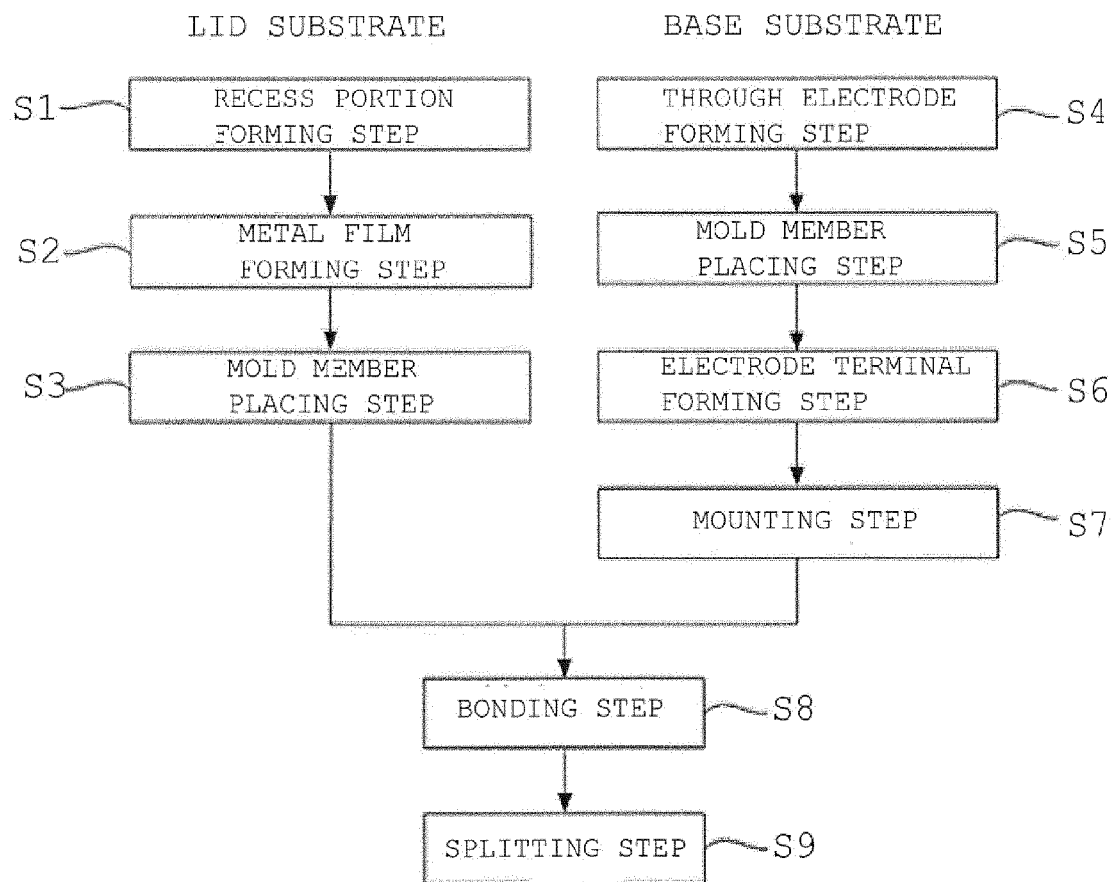 LID SUBSTRATE
BASE SUBSTRATE
S1
RECESS PORTION
FORMING STEP
THROUGH ELECTRODE
FORMING STEP
S4
S2
METAL FILM
FORMING STEP
MOLD MEMBER
PLACING STEP
S5
S3
MOLD MEMBER
PLACING STEP
ELECTRODE TERMINAL
FORMING STEP
S6
MOUNTING STEP
S7
BONDING STEP
S8
SPLITTING STEP
S9